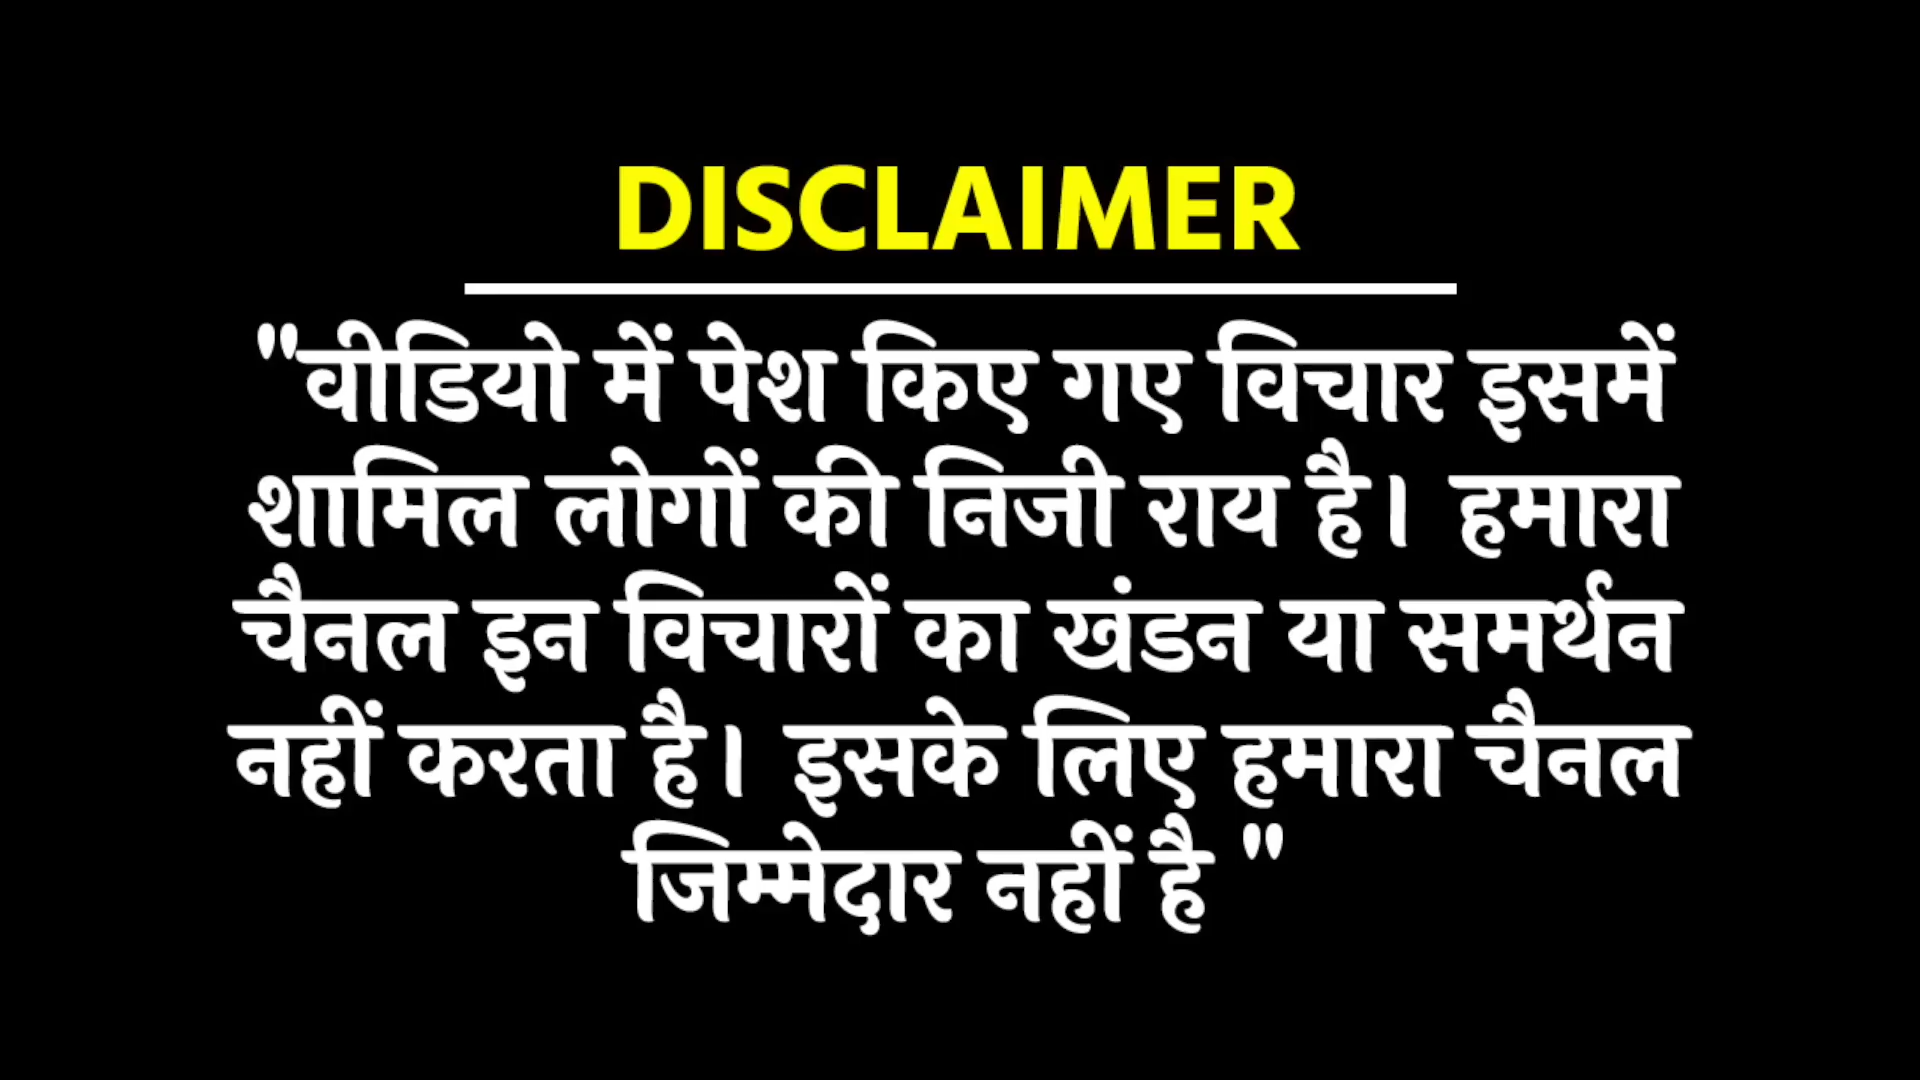 DISCLAIMER
"वीडियो में पेश किए गए विचार इसमें
शामिल लोगों की निजी राय है। हमारा
चैनल इन विचारों का खंडन या समर्थन
नहीं करता है। इसके लिए हमारा चैनल
जिम्मेदार नहीं है "